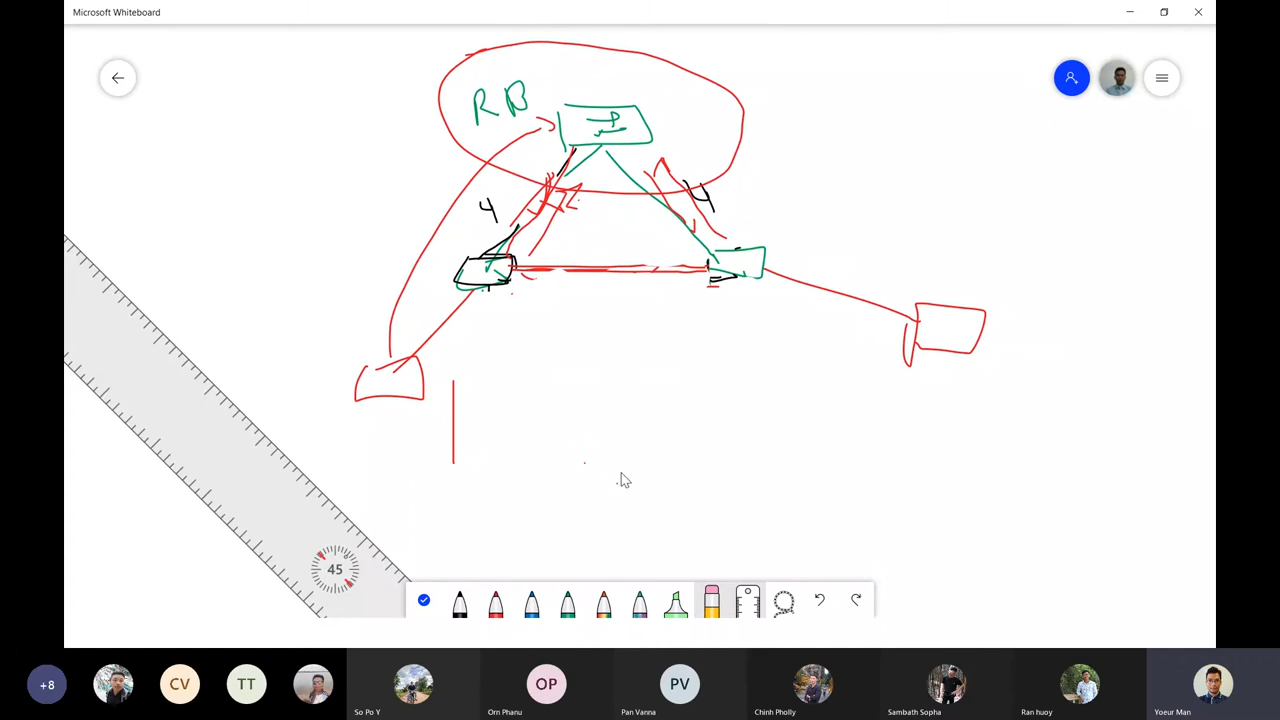 Microsoft Whiteboard
RB
4
4
45
+8
CV
TT
OP
PV
So Po Y
Orn Phanu
Pan Vanna
Chinh Pholly
Sambath Sopha
Ran huoy
Yoeur Man